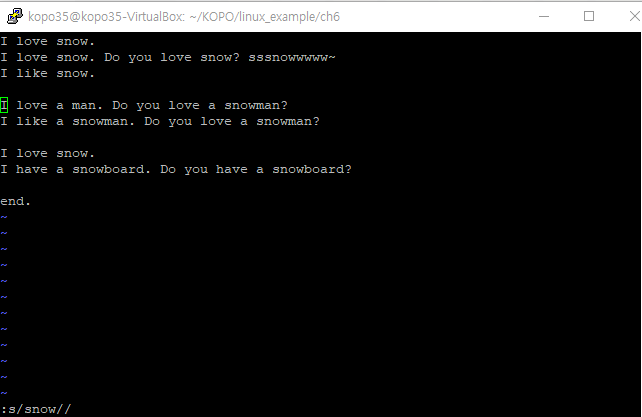 kopo35@kopo35-VirtualBox: ~/KOPO/linux_example/ch6
I love snow.
I love snow. Do you love snow? sssnowwwww~
I like snow.
I love a man. Do you love a snowman?
I like a snowman. Do you love a snowman?
I love snow.
I have a snowboard. Do you have a snowboard?
end.
~
~
~
~
~
~
~
~
~
~
~
~
:s/snow//